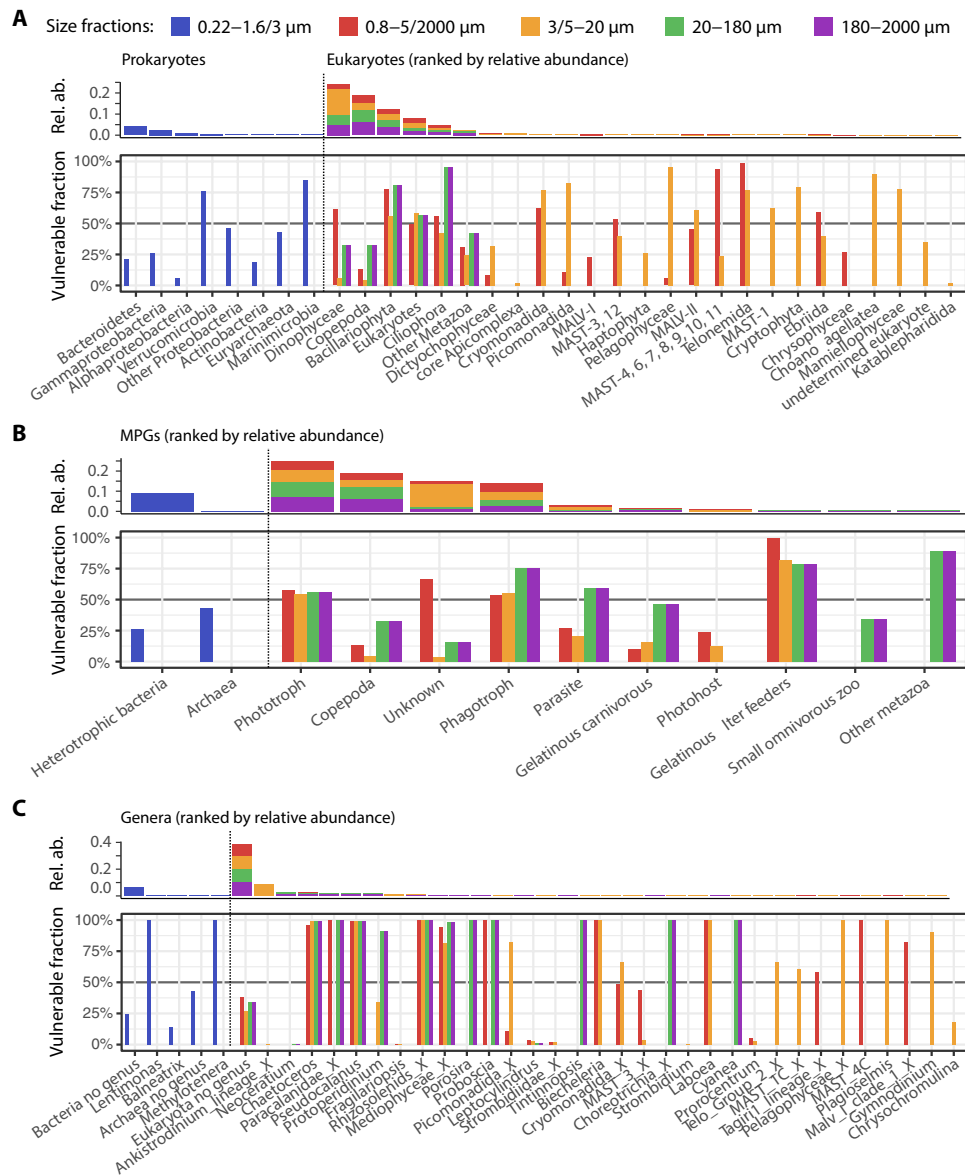 A
Size fractions: 0.22–1.6/3 μm 0.8–5/2000 μm 3/5–20 μm 20–180 μm 180–2000 μm
Prokaryotes Eukaryotes (ranked by relative abundance)
Rel. ab.
0.2
0.1
0.0
Vulnerable fraction
100%
75%
50%
25%
0%
Bacteroidetes
Gammaproteobacteria
Alphaproteobacteria
Verrucomicrobia
Other Proteobacteria
Actinobacteria
Euryarchaeota
Marinimicrobia
Dinophyceae
Copepoda
Bacillariophyta
Eukaryotes
Ciliophora
Other Metazoa
Dictyochophyceae
core Apicomplexa
Cryomonadida
Picomonadida
MALV-I
MAST-3, 12
Haptophyta
Pelagophyceae
MALV-II
MAST-4, 6, 7, 8, 9, 10, 11
Telonemida
MAST-1
Cryptophyta
Ebriida
Chrysophyceae
Choano agellatea
Mamiellophyceae
undetermined eukaryote
Katablepharidida
B
MPGs (ranked by relative abundance)
Rel. ab.
0.2
0.1
0.0
Vulnerable fraction
100%
75%
50%
25%
0%
Heterotrophic bacteria
Archaea
Phototroph
Copepoda
Unknown
Phagotroph
Parasite
Gelatinous carnivorous
Photohost
Gelatinous lter feeders
Small omnivorous zoo
Other metazoa
C
Genera (ranked by relative abundance)
Rel. ab.
0.4
0.2
0.0
Vulnerable fraction
100%
75%
50%
25%
0%
Bacteria no genus
Lentimonas
Balneatrix
Archaea no genus
Methylotenera
Eukaryota no genus
Ankistrodinium_lineage_X
Neoceratium
Chaetoceros
Paracalanidae_X
Pseudocalanus
Protoperidinium
Fragilariopsis
Rhizosolenids_X
Mediophyceae_X
Porosira
Proboscia
Picomonadida_X
Leptocylindrus
Strombidiidae_X
Tintinnopsis
Biecheleria
Cryomonadida_X
MAST-3_X
Choreotrichia_X
Strombidium
Laboea
Cyanea
Prorocentrum
Telo_Group_2_X
MAST_1C_X
Tagiri1_lineage_X
Pelagophyceae_X
MAST_4C
Plagioselmis
Malv_I_clade_1_X
Gymnodinium
Chrysochromulina